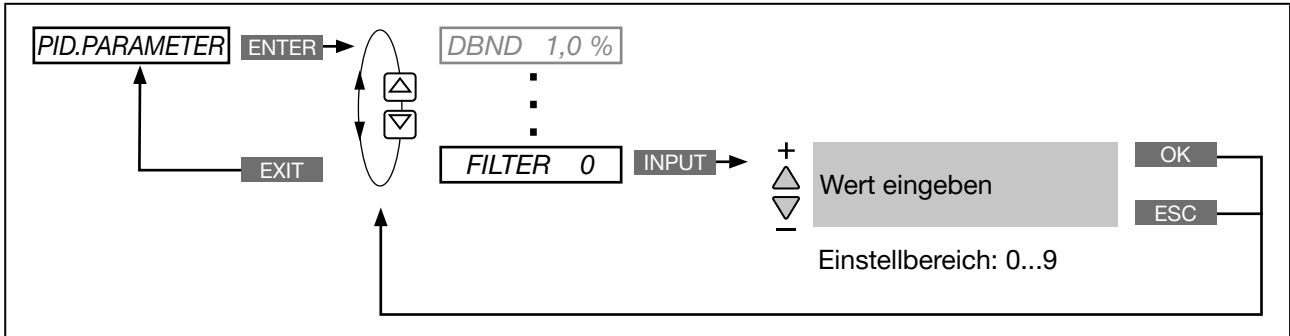 PID.PARAMETER ENTER DBND 1,0 %
EXIT FILTER 0 INPUT + Wert eingeben − OK
ESC
Einstellbereich: 0...9